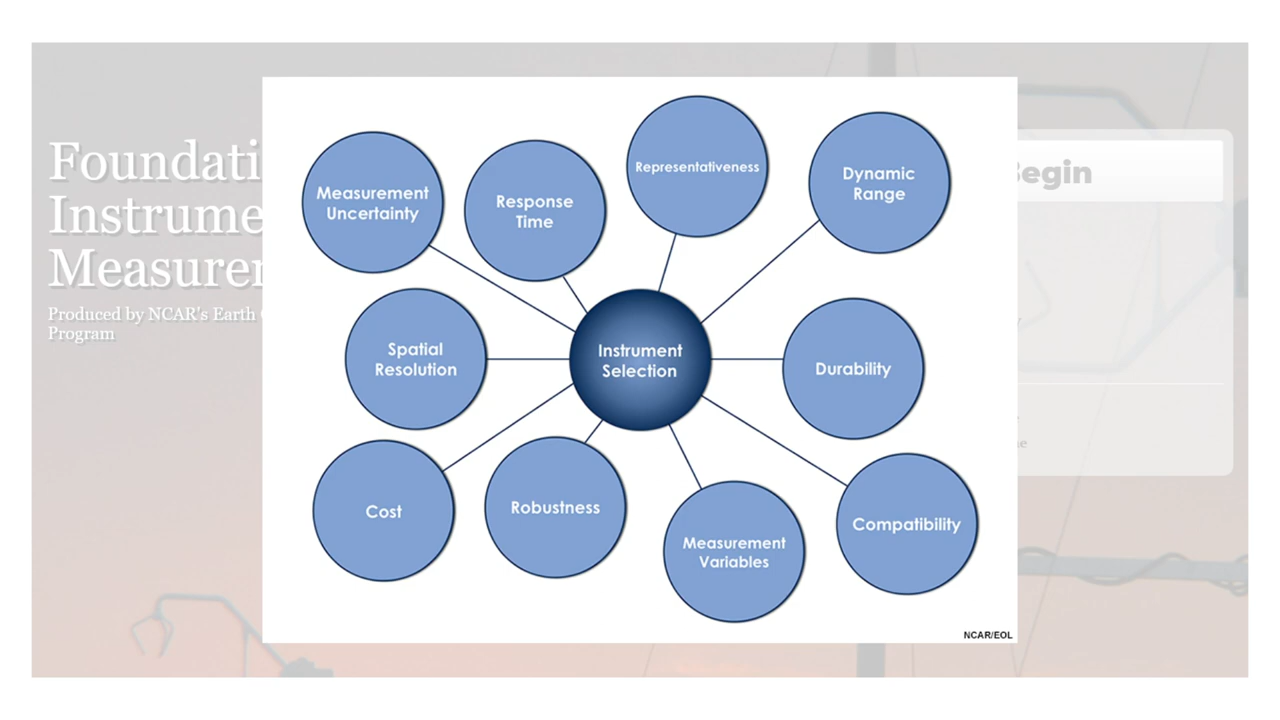 Foundati
Instrume
Measurer
Produced by NCAR's Earth
Program
Begin
Measurement
Uncertainty
Response
Time
Representativeness
Dynamic
Range
Spatial
Resolution
Instrument
Selection
Durability
Cost
Robustness
Measurement
Variables
Compatibility
NCAR/EOL